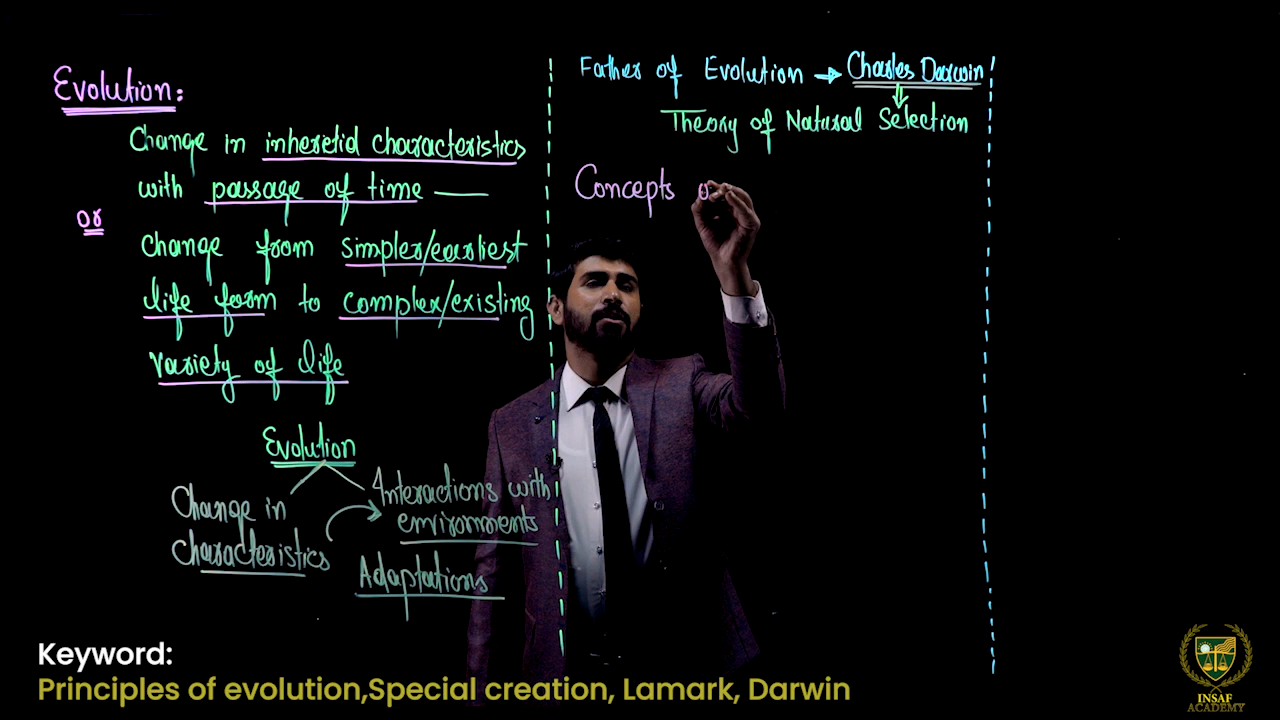 Evolution:
Change in inheretid characteristics
with passage of time —
or
Change from simpler/earliest
life form to complex/existing
variety of life
Evolution
Change in
characteristics
Interactions with
environments
Adaptations
Father of Evolution → Charles Darwin
Theory of Natural Selection
Concepts o
Keyword:
Principles of evolution,Special creation, Lamark, Darwin
INSAF
ACADEMY